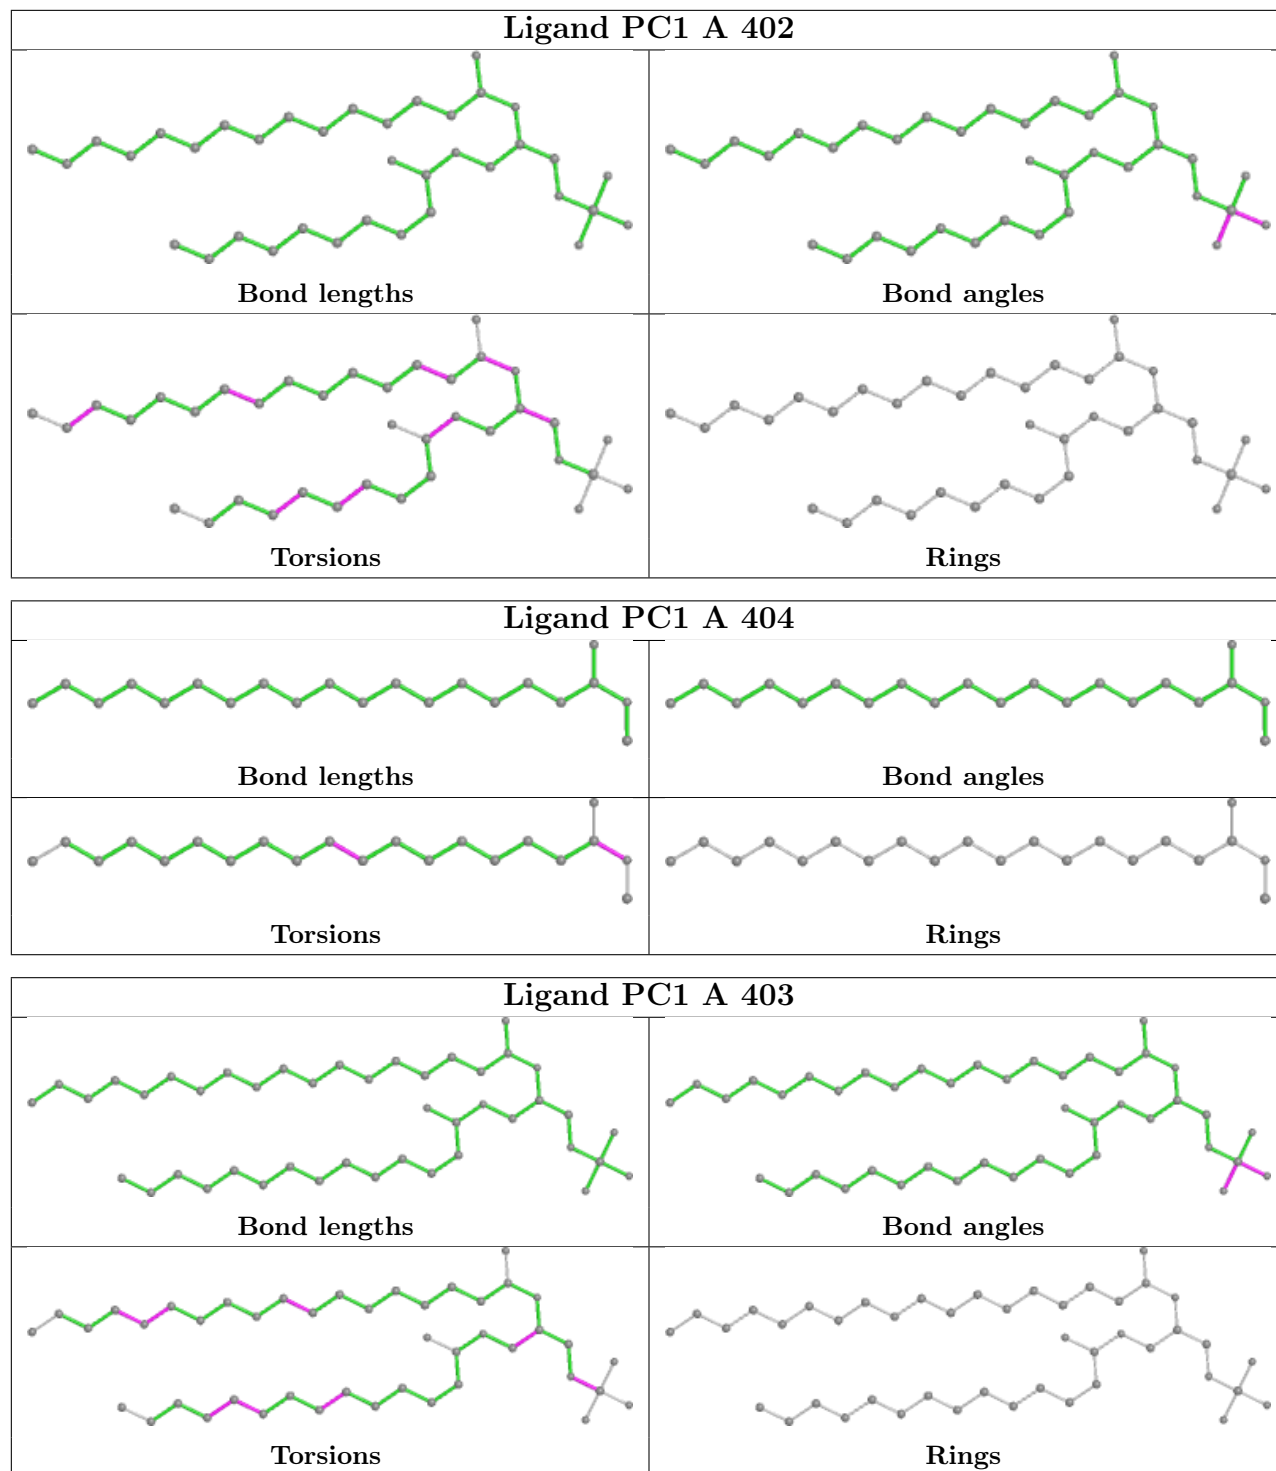 Ligand PC1 A 402
Bond lengths
Bond angles
Torsions
Rings
Ligand PC1 A 404
Bond lengths
Bond angles
Torsions
Rings
Ligand PC1 A 403
Bond lengths
Bond angles
Torsions
Rings